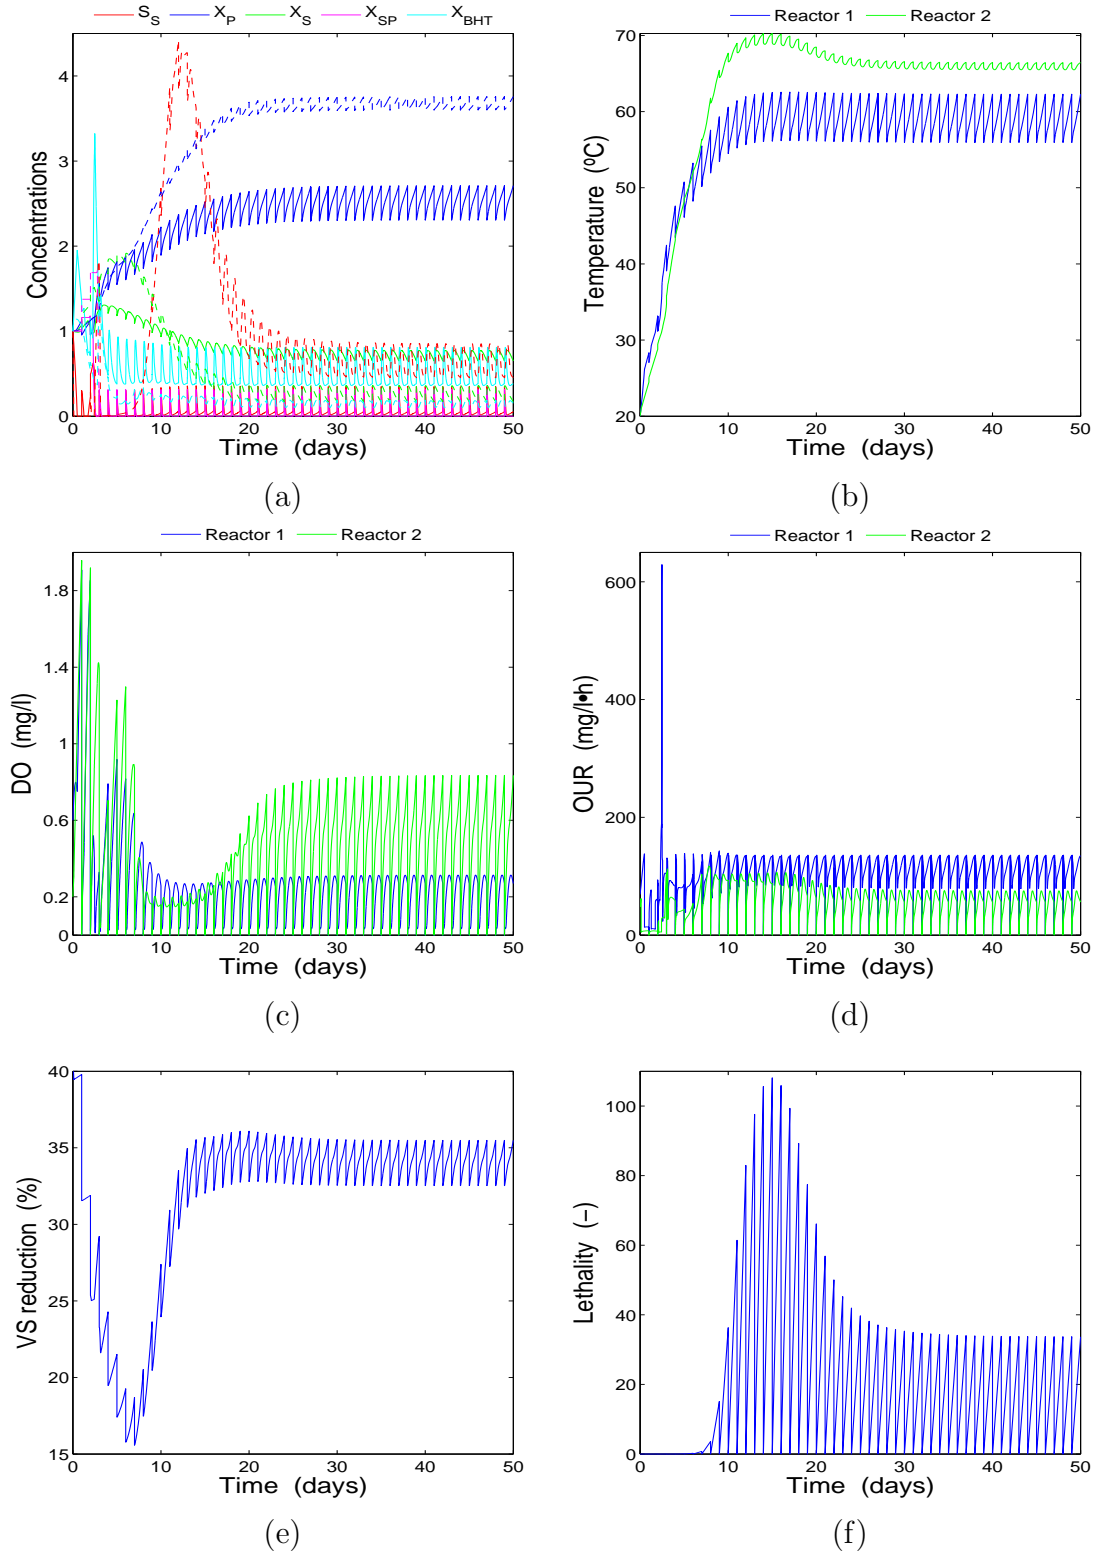 S_S X_P X_S X_SP X_BHT
4
3
2
1
0
Concentrations
0 10 20 30 40 50
Time (days)
(a)
Reactor 1 Reactor 2
70
60
50
40
30
20
Temperature (ºC)
0 10 20 30 40 50
Time (days)
(b)
Reactor 1 Reactor 2
1.8
1.4
1
0.6
0.2
0
DO (mg/l)
0 10 20 30 40 50
Time (days)
(c)
Reactor 1 Reactor 2
600
400
200
100
0
OUR (mg/l•h)
0 10 20 30 40 50
Time (days)
(d)
40
35
30
25
20
15
VS reduction (%)
0 10 20 30 40 50
Time (days)
(e)
100
80
60
40
20
0
Lethality (−)
0 10 20 30 40 50
Time (days)
(f)